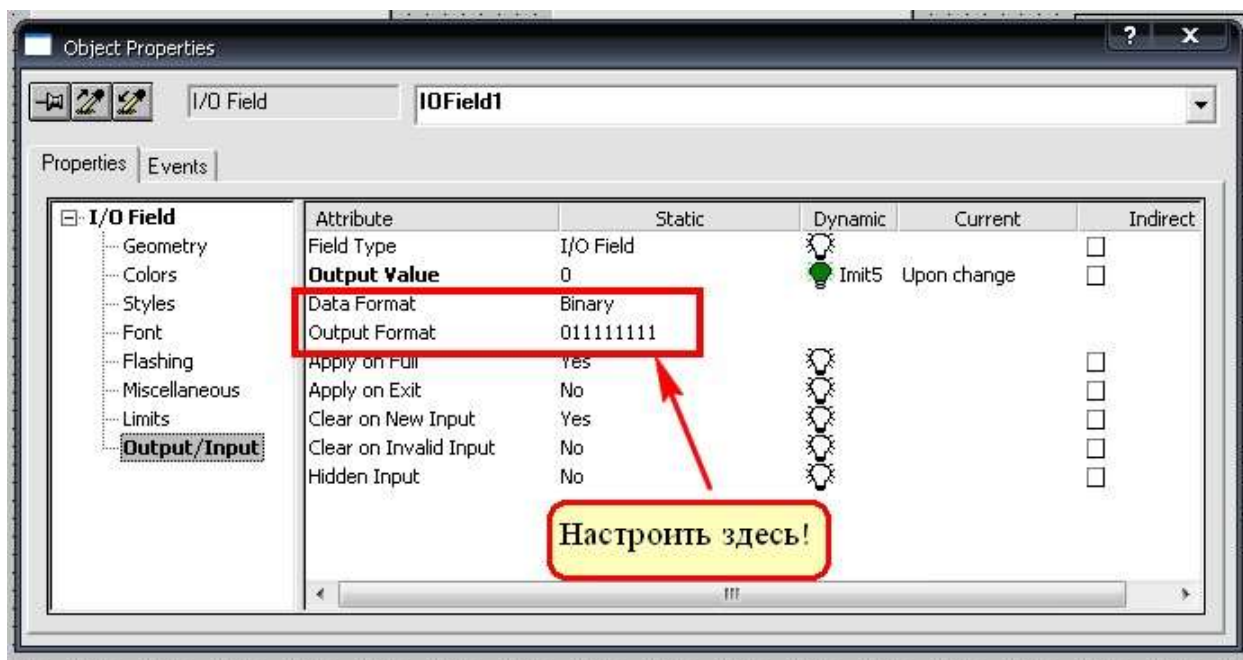 Object Properties ? X
I/O Field IOField1
Properties Events
I/O Field
Geometry
Colors
Styles
Font
Flashing
Miscellaneous
Limits
Output/Input
Attribute Static Dynamic Current Indirect
Field Type I/O Field
Output Value 0 Imit5 Upon change
Data Format Binary
Output Format 011111111
Apply on Full Yes
Apply on Exit No
Clear on New Input Yes
Clear on Invalid Input No
Hidden Input No
Настроить здесь!